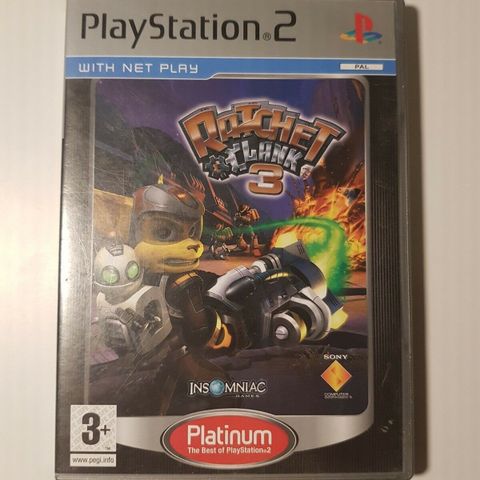 PlayStation®2
WITH NET PLAY
PAL
RATCHET
CLANK
3
INSOMNIAC
GAMES
SONY
COMPUTER
ENTERTAINMENT®
3+
www.pegi.info
Platinum
The Best of PlayStation®2